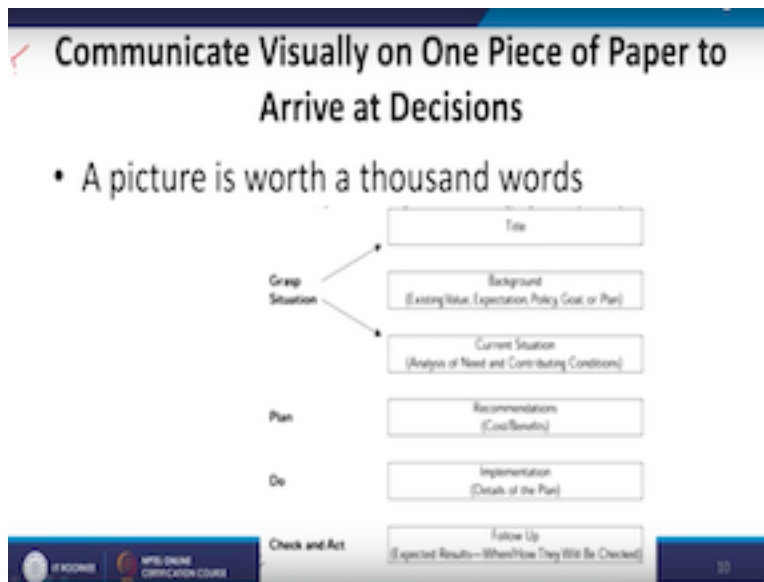 Communicate Visually on One Piece of Paper to
Arrive at Decisions
• A picture is worth a thousand words
Title
Grasp
Situation
Background
(Existing Value, Expectation, Policy, Goal, or Plan)
Current Situation
(Analysis of Need and Contributing Conditions)
Plan
Recommendations
(Cost/Benefits)
Do
Implementation
(Details of the Plan)
Check and Act
Follow Up
(Expected Results—When/How They Will Be Checked)
IIT ROORKEE
NPTEL ONLINE
CERTIFICATION COURSE
10